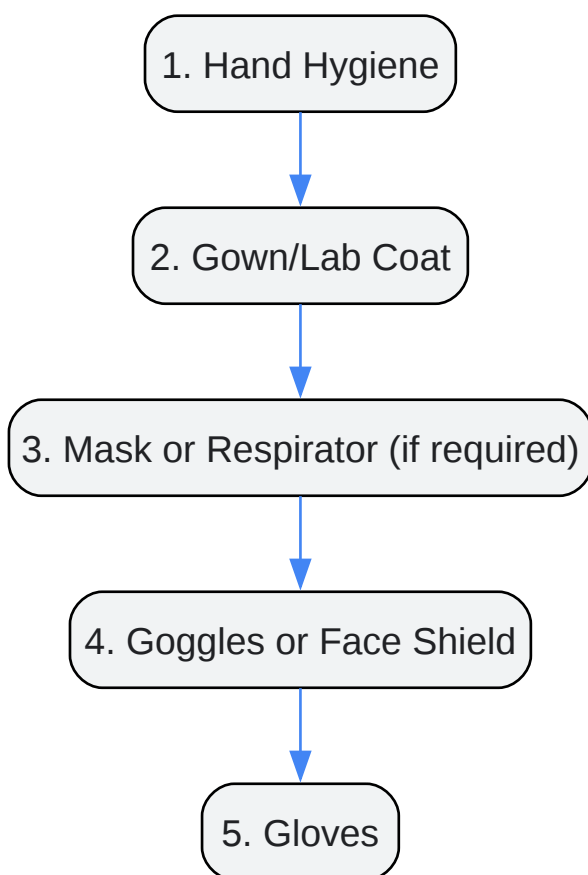 1. Hand Hygiene
2. Gown/Lab Coat
3. Mask or Respirator (if required)
4. Goggles or Face Shield
5. Gloves